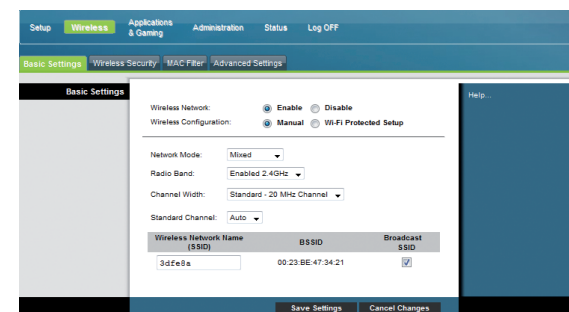 Setup Wireless Applications & Gaming Administration Status Log OFF
Basic Settings Wireless Security MAC Filter Advanced Settings
Basic Settings
Help...
Wireless Network: Enable Disable
Wireless Configuration: Manual Wi-Fi Protected Setup
Network Mode: Mixed
Radio Band: Enabled 2.4GHz
Channel Width: Standard - 20 MHz Channel
Standard Channel: Auto
Wireless Network Name (SSID) BSSID Broadcast SSID
3dfe8a 00:23:BE:47:34:21
Save Settings Cancel Changes